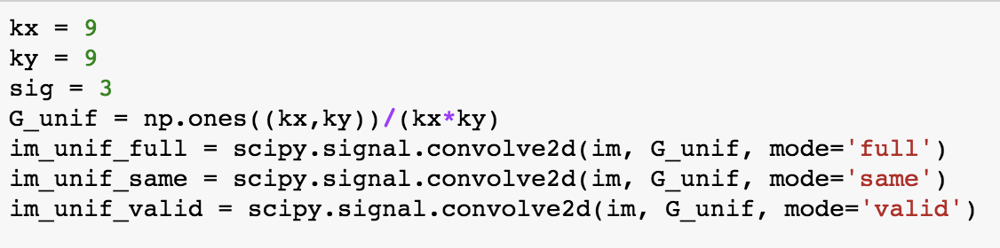 kx = 9
ky = 9
sig = 3
G_unif = np.ones((kx,ky))/(kx*ky)
im_unif_full = scipy.signal.convolve2d(im, G_unif, mode='full')
im_unif_same = scipy.signal.convolve2d(im, G_unif, mode='same')
im_unif_valid = scipy.signal.convolve2d(im, G_unif, mode='valid')